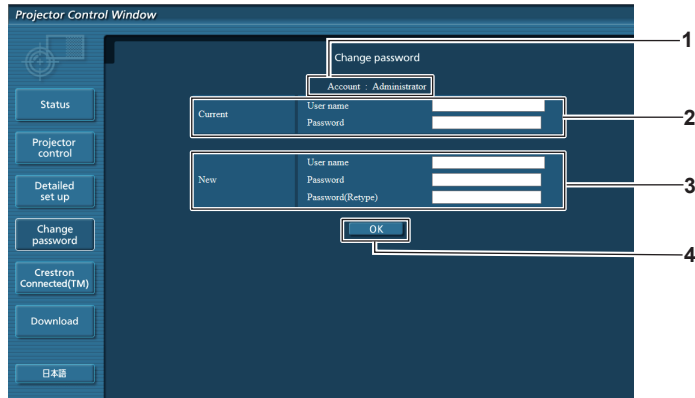 Projector Control Window
Change password
1
Account : Administrator
Status
Current
User name
Password
2
Projector
control
New
User name
Password
Password(Retype)
3
Detailed
set up
Change
password
OK
4
Crestron
Connected(TM)
Download
日本語